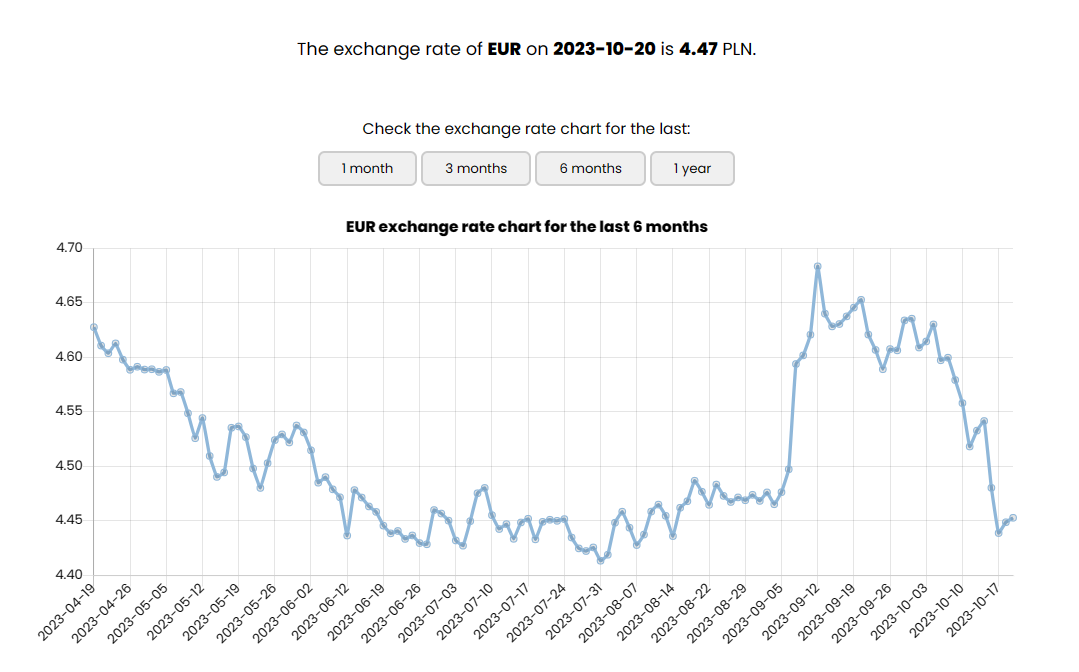 The exchange rate of EUR on 2023-10-20 is 4.47 PLN.
Check the exchange rate chart for the last:
1 month 3 months 6 months 1 year
EUR exchange rate chart for the last 6 months
4.70
4.65
4.60
4.55
4.50
4.45
4.40
2023-04-19 2023-04-26 2023-05-05 2023-05-12 2023-05-19 2023-05-26 2023-06-02 2023-06-12 2023-06-19 2023-06-26 2023-07-03 2023-07-10 2023-07-17 2023-07-24 2023-07-31 2023-08-07 2023-08-14 2023-08-22 2023-08-29 2023-09-05 2023-09-12 2023-09-19 2023-09-26 2023-10-03 2023-10-10 2023-10-17